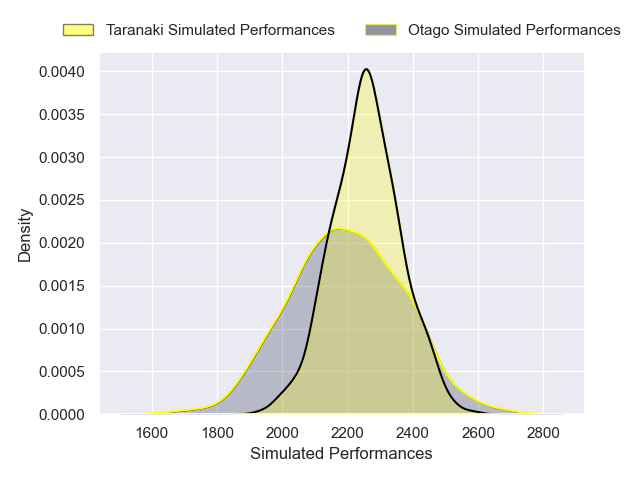 Taranaki Simulated Performances Otago Simulated Performances
0.0040
0.0035
0.0030
0.0025
0.0020
0.0015
0.0010
0.0005
0.0000
Density
1600 1800 2000 2200 2400 2600 2800
Simulated Performances